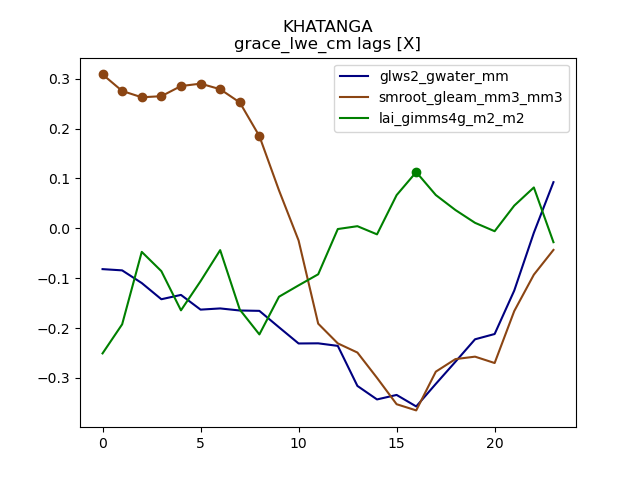 KHATANGA
grace_lwe_cm lags [X]
glws2_gwater_mm
smroot_gleam_mm3_mm3
lai_gimms4g_m2_m2
0.3
0.2
0.1
0.0
−0.1
−0.2
−0.3
0 5 10 15 20